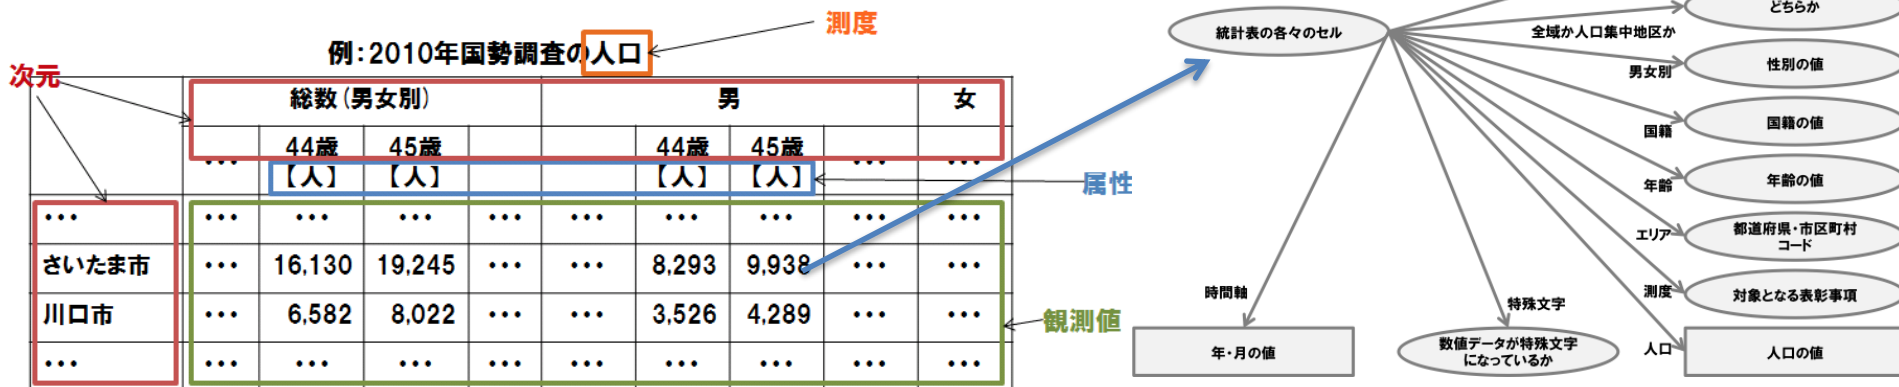 測度
例:2010年国勢調査の人口
次元
総数(男女別) 男 女
… 44歳 45歳 44歳 45歳 … …
【人】 【人】 【人】 【人】
属性
… … … … … … … … … …
さいたま市 … 16,130 19,245 … … 8,293 9,938 … …
川口市 … 6,582 8,022 … … 3,526 4,289 … …
観測値
… … … … … … … … … …
どちらか
統計表の各々のセル
全域か人口集中地区か
性別の値
男女別
国籍の値
国籍
年齢の値
年齢
都道府県・市区町村
コード
エリア
対象となる表彰事項
測度
時間軸
特殊文字
年・月の値
数値データが特殊文字
になっているか
人口
人口の値